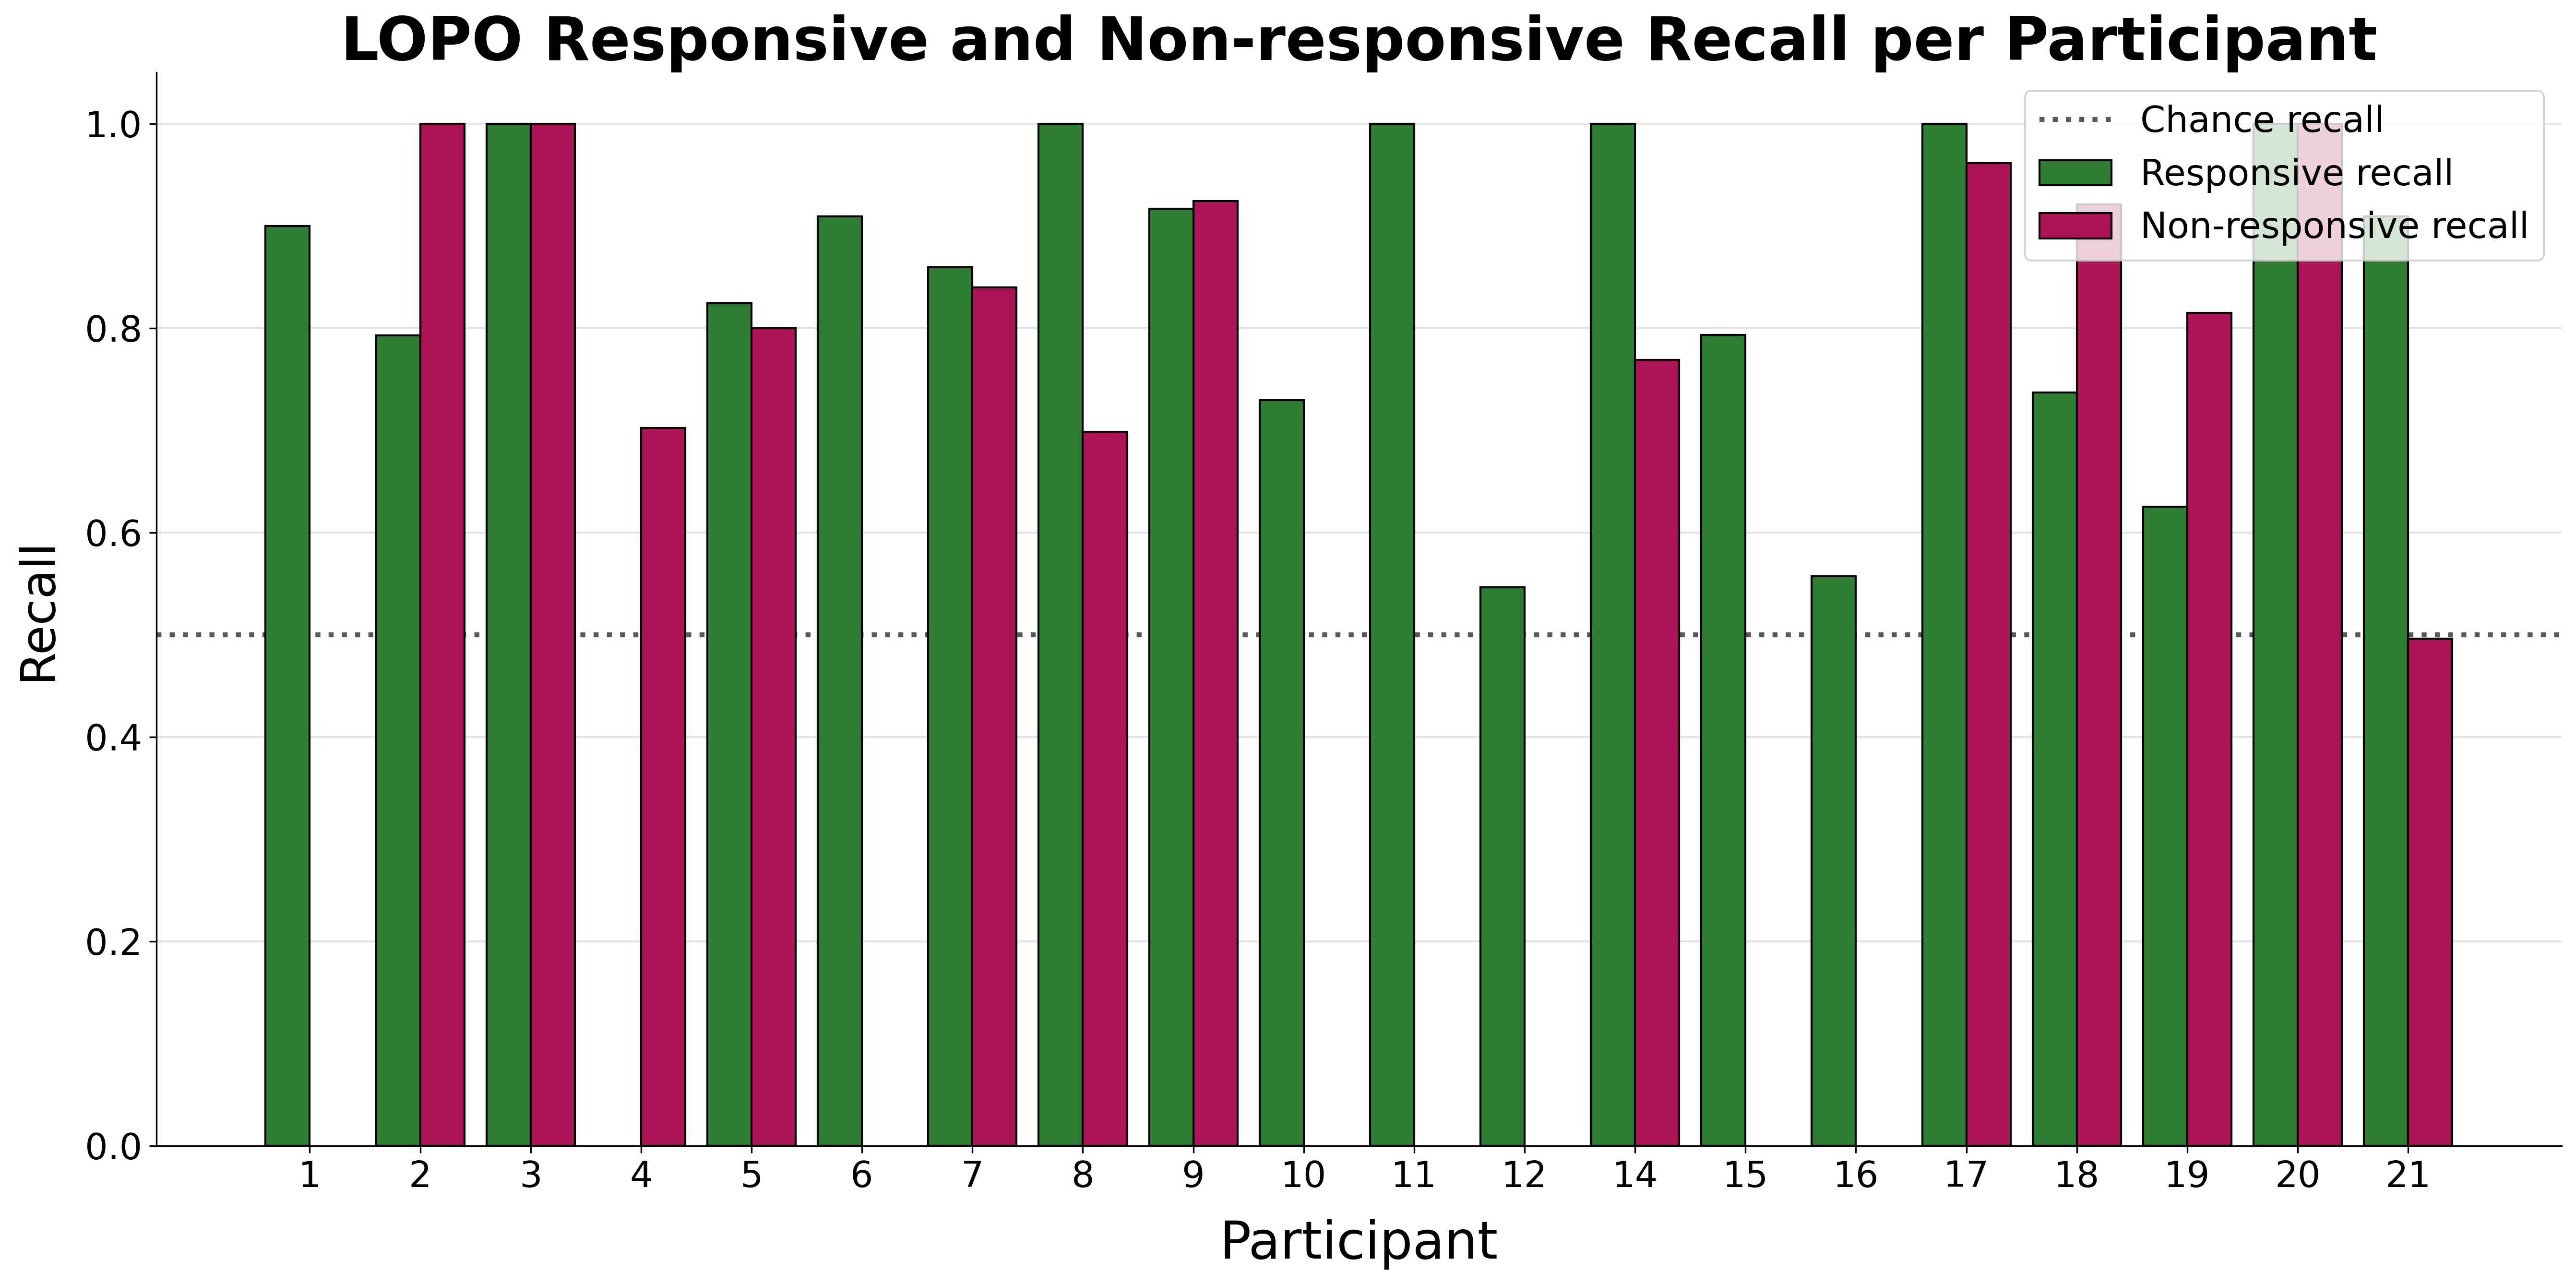 LOPO Responsive and Non-responsive Recall per Participant
Chance recall
Responsive recall
Non-responsive recall
1.0
0.8
0.6
0.4
0.2
0.0
Recall
1 2 3 4 5 6 7 8 9 10 11 12 14 15 16 17 18 19 20 21
Participant